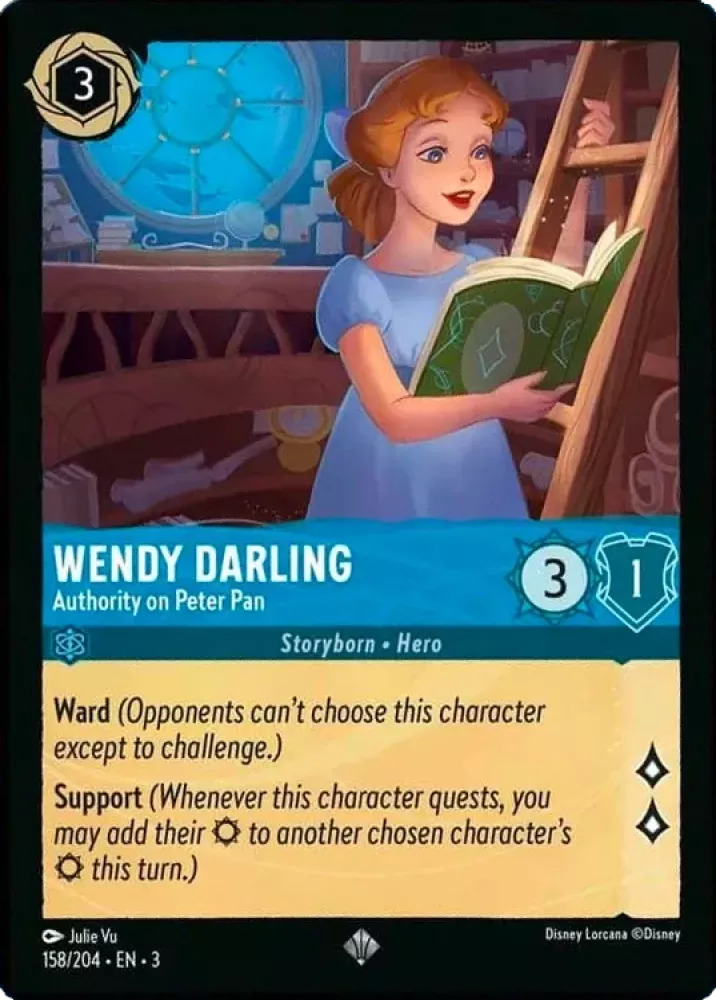 3
WENDY DARLING
Authority on Peter Pan
3
1
Storyborn • Hero
Ward (Opponents can't choose this character
except to challenge.)
Support (Whenever this character quests, you
may add their to another chosen character's
this turn.)
Julie Vu
158/204 • EN • 3
Disney Lorcana ©Disney